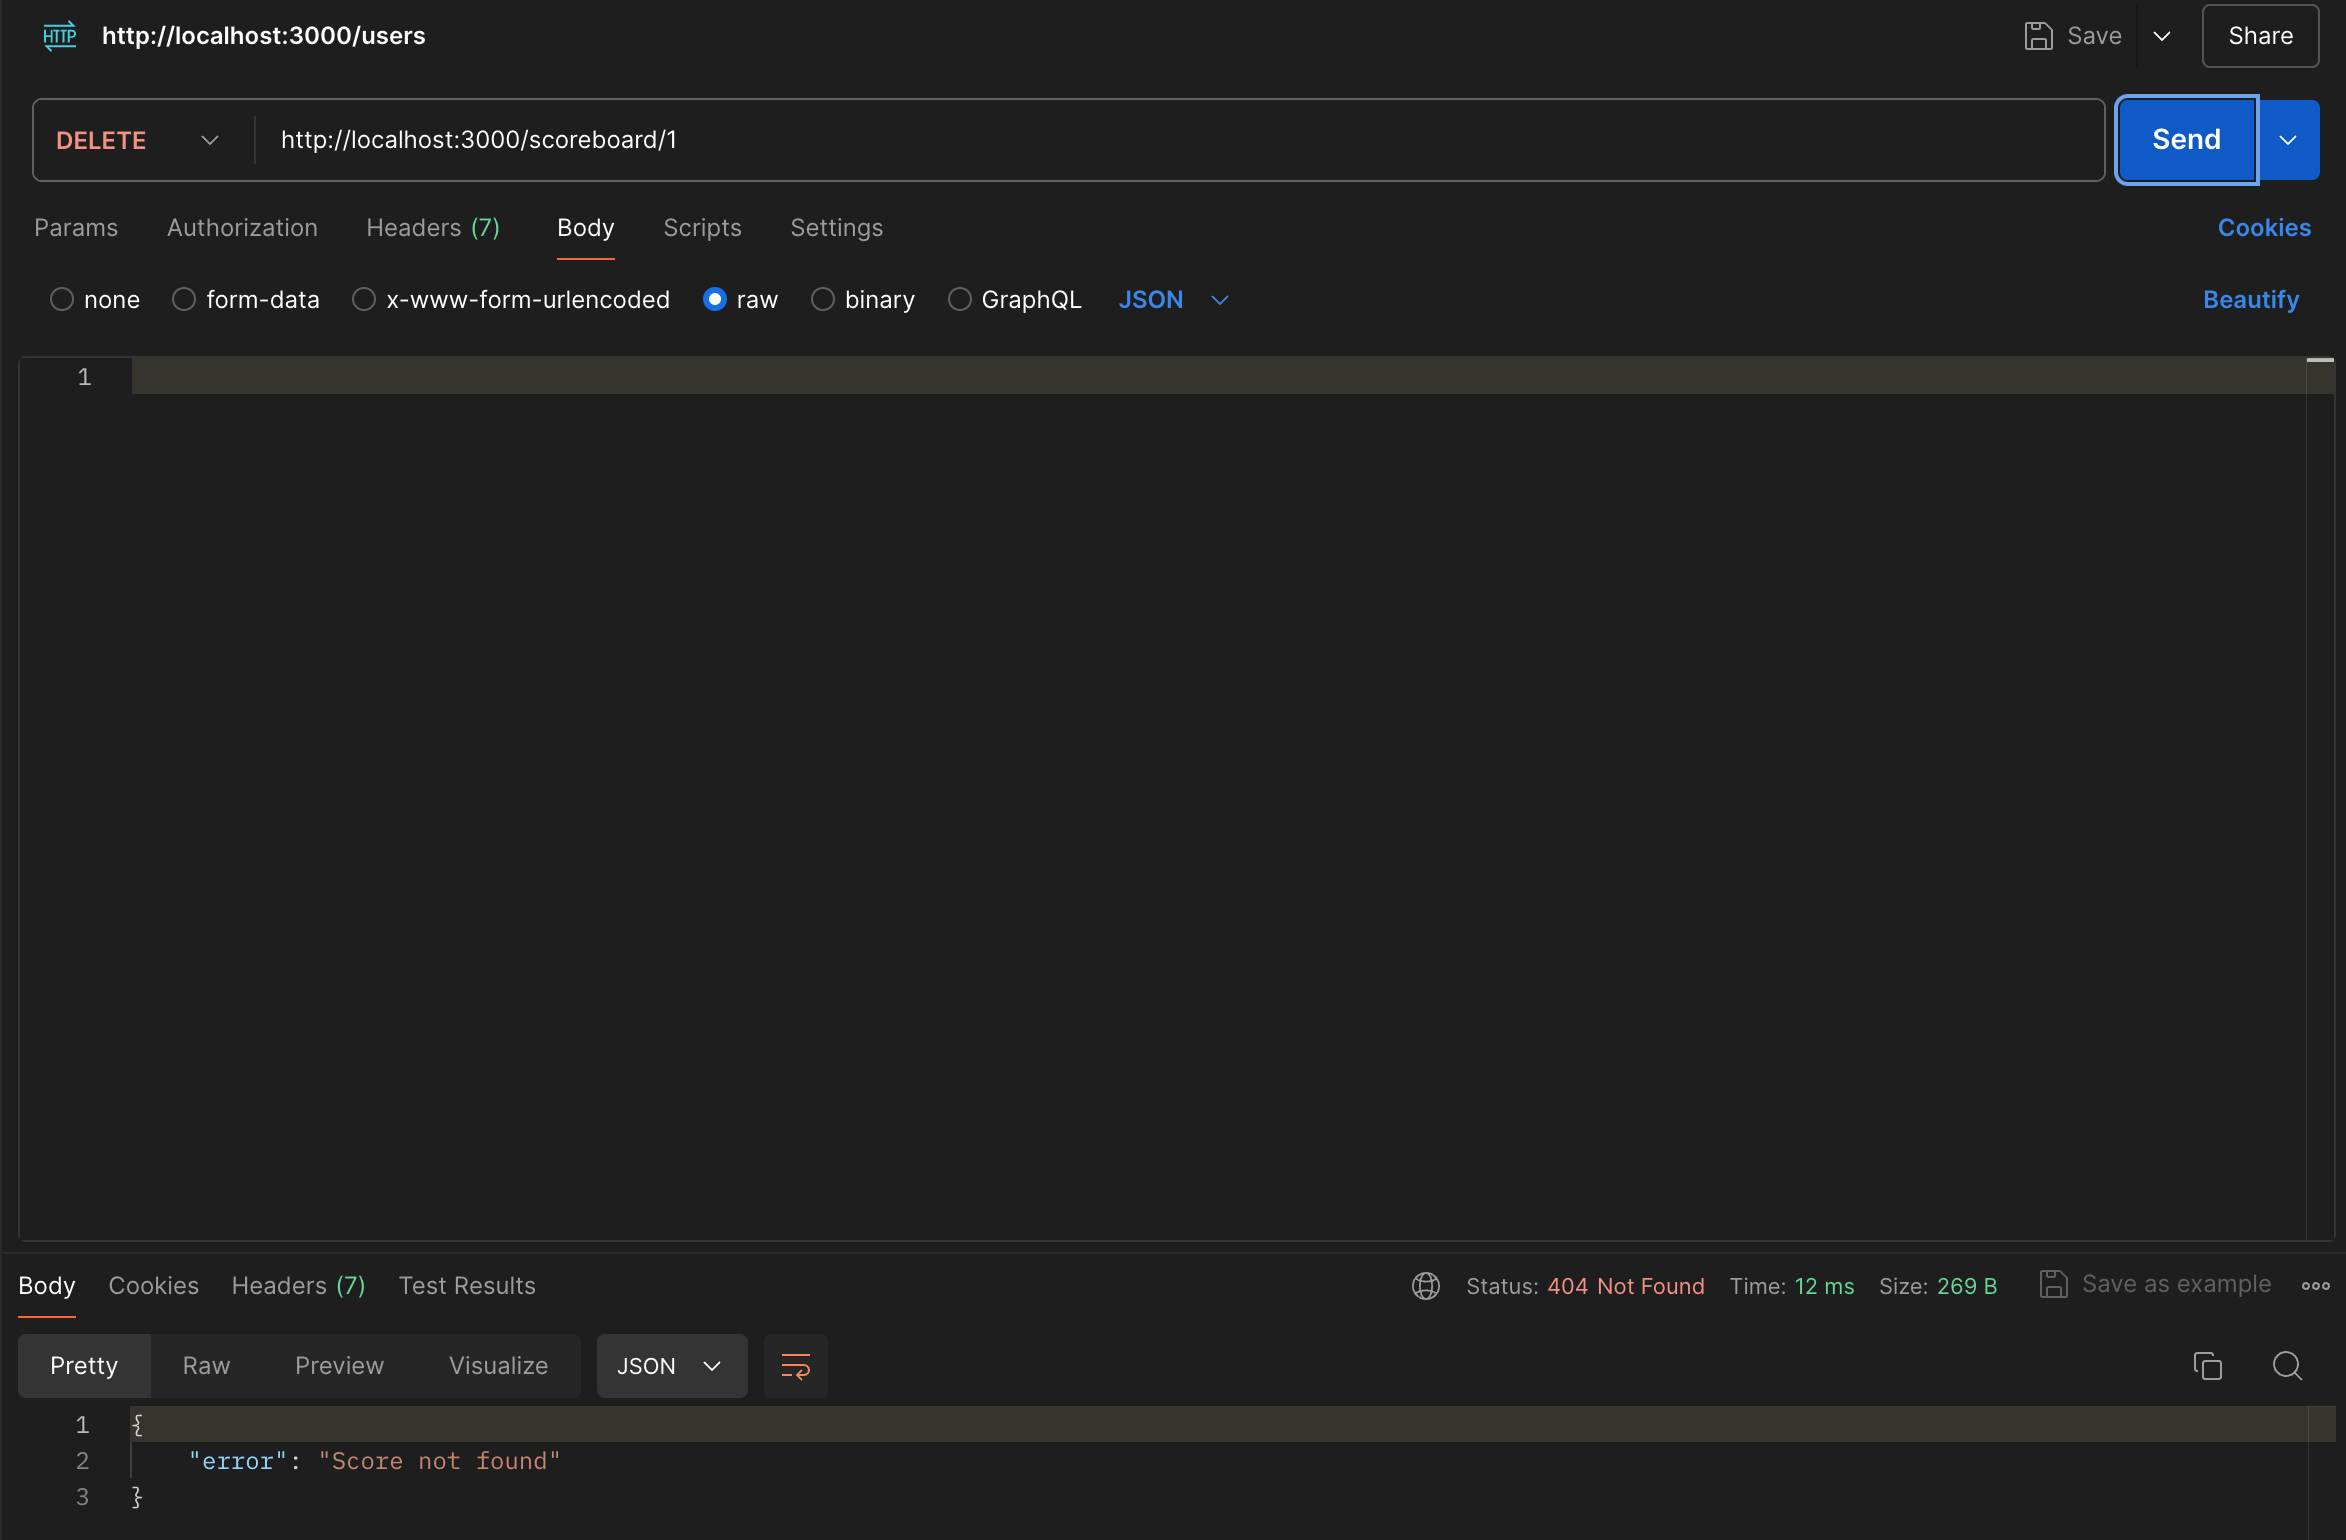 HTTP http://localhost:3000/users Save Share
DELETE http://localhost:3000/scoreboard/1 Send
Params Authorization Headers (7) Body Scripts Settings Cookies
none form-data x-www-form-urlencoded raw binary GraphQL JSON Beautify
1
Body Cookies Headers (7) Test Results Status: 404 Not Found Time: 12 ms Size: 269 B Save as example
Pretty Raw Preview Visualize JSON
1 {
2 "error": "Score not found"
3 }